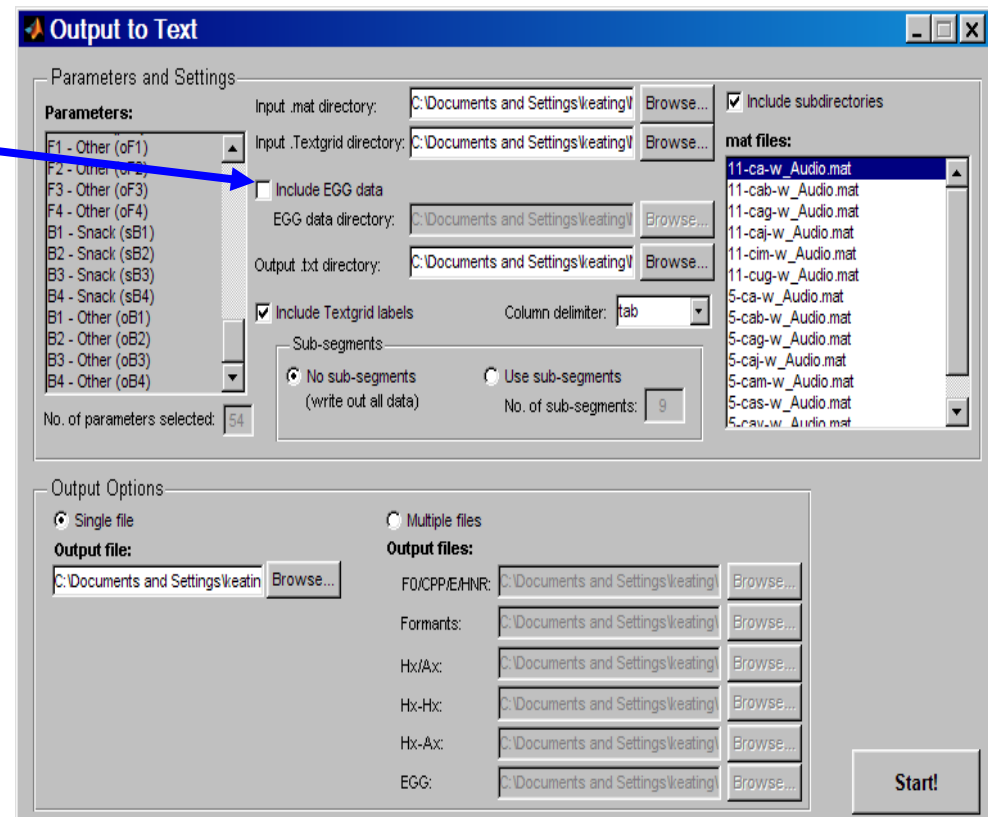 Output to Text
Parameters and Settings
Parameters:
F1 - Other (oF1)
F2 - Other (oF2)
F3 - Other (oF3)
F4 - Other (oF4)
B1 - Snack (sB1)
B2 - Snack (sB2)
B3 - Snack (sB3)
B4 - Snack (sB4)
B1 - Other (oB1)
B2 - Other (oB2)
B3 - Other (oB3)
B4 - Other (oB4)
No. of parameters selected: 54
Input .mat directory: C:\Documents and Settings\keating\ Browse...
Input .Textgrid directory: C:\Documents and Settings\keating\ Browse...
Include EGG data
EGG data directory: C:\Documents and Settings\keating\ Browse...
Output .txt directory: C:\Documents and Settings\keating\ Browse...
Include Textgrid labels
Column delimiter: tab
Sub-segments
No sub-segments
(write out all data)
Use sub-segments
No. of sub-segments: 9
Include subdirectories
mat files:
11-ca-w_Audio.mat
11-cab-w_Audio.mat
11-cag-w_Audio.mat
11-caj-w_Audio.mat
11-cim-w_Audio.mat
11-cug-w_Audio.mat
5-ca-w_Audio.mat
5-cab-w_Audio.mat
5-cag-w_Audio.mat
5-caj-w_Audio.mat
5-cam-w_Audio.mat
5-cas-w_Audio.mat
5-cav-w_Audio.mat
Output Options
Single file
Output file:
C:\Documents and Settings\keatin Browse...
Multiple files
Output files:
F0/CPP/E/HNR: C:\Documents and Settings\keating\ Browse...
Formants: C:\Documents and Settings\keating\ Browse...
Hx/Ax: C:\Documents and Settings\keating\ Browse...
Hx-Hx: C:\Documents and Settings\keating\ Browse...
Hx-Ax: C:\Documents and Settings\keating\ Browse...
EGG: C:\Documents and Settings\keating\ Browse...
Start!